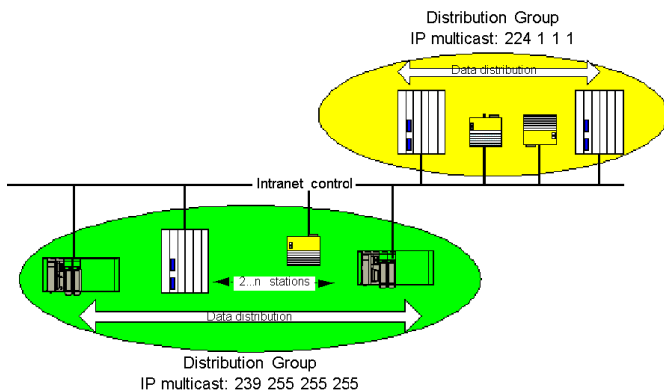 Distribution Group
IP multicast: 224 1 1 1
Data distribution
Intranet control
2...n stations
Data distribution
Distribution Group
IP multicast: 239 255 255 255